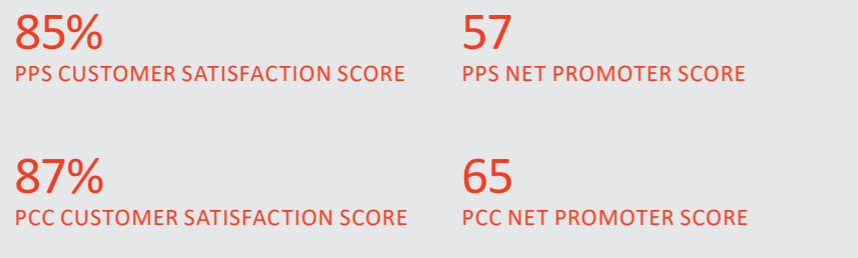 85%
PPS CUSTOMER SATISFACTION SCORE
57
PPS NET PROMOTER SCORE
87%
PCC CUSTOMER SATISFACTION SCORE
65
PCC NET PROMOTER SCORE